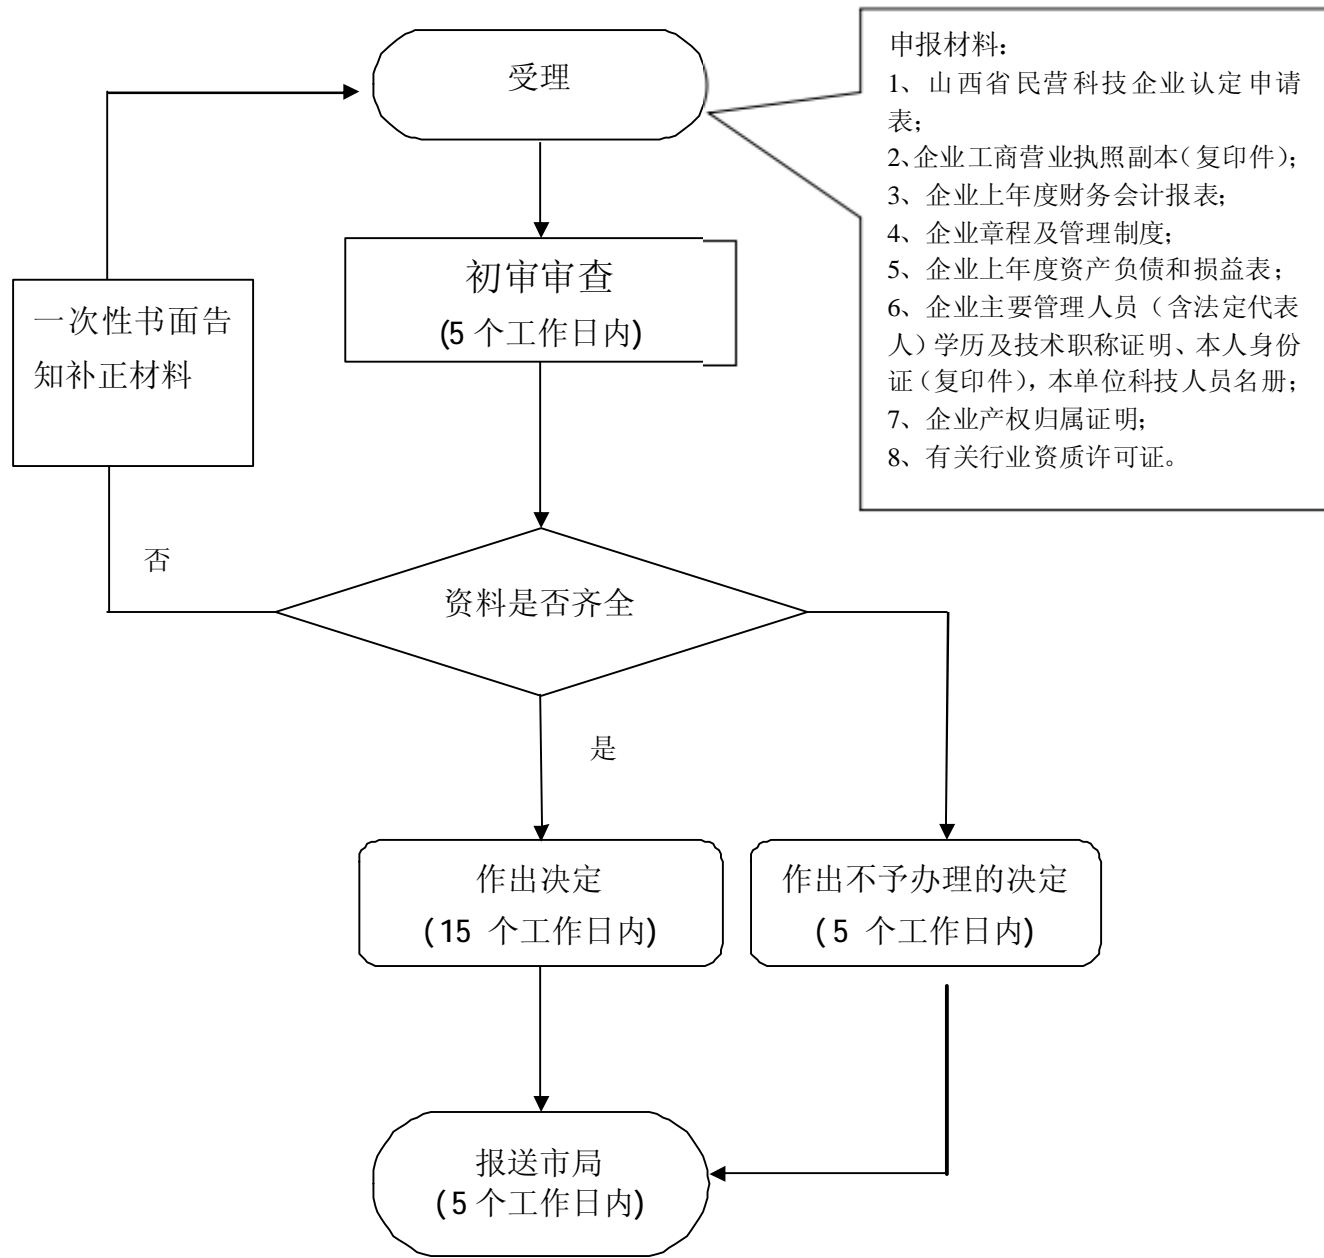 受理
申报材料：
1、山西省民营科技企业认定申请
表；
2、企业工商营业执照副本（复印件）；
3、企业上年度财务会计报表；
4、企业章程及管理制度；
5、企业上年度资产负债和损益表；
6、企业主要管理人员（含法定代表
人）学历及技术职称证明、本人身份
证（复印件），本单位科技人员名册；
7、企业产权归属证明；
8、有关行业资质许可证。
初审审查
(5 个工作日内)
一次性书面告
知补正材料
否
资料是否齐全
是
作出决定
(15 个工作日内)
作出不予办理的决定
(5 个工作日内)
报送市局
(5 个工作日内)